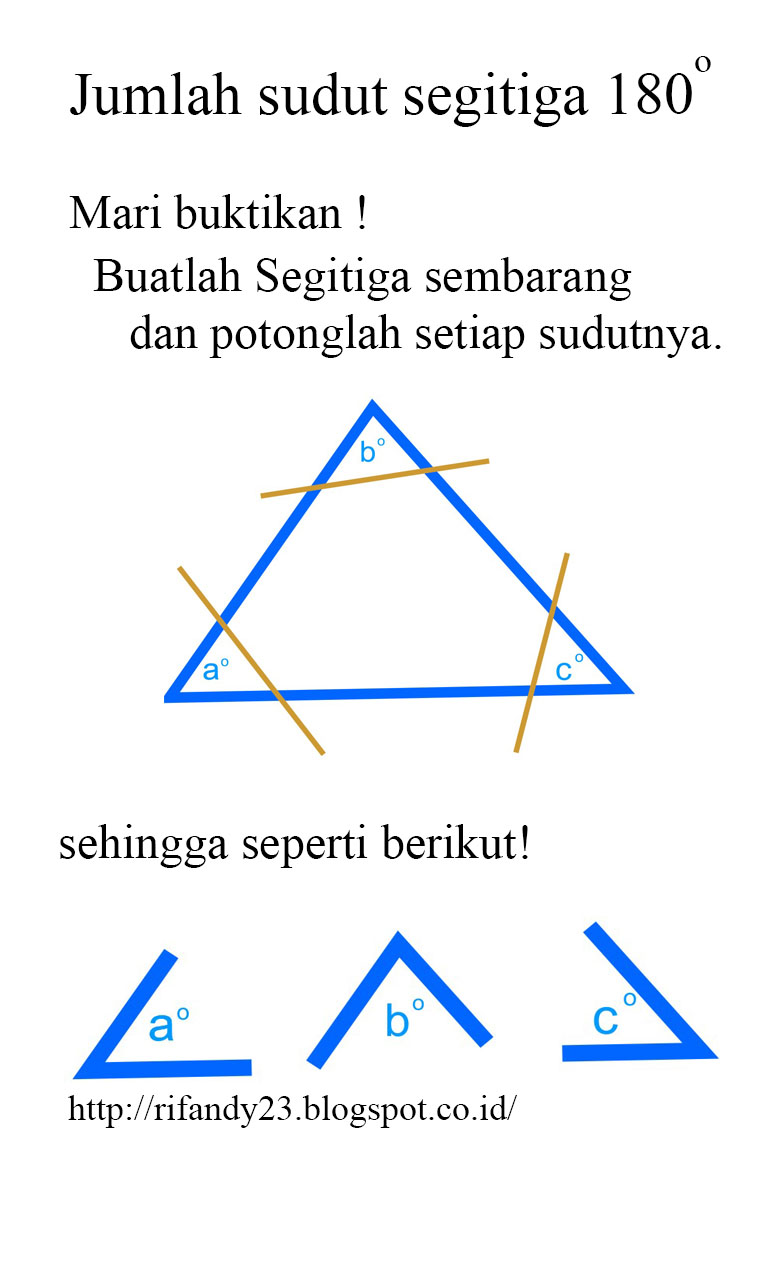 Jumlah sudut segitiga 180°
Mari buktikan !
Buatlah Segitiga sembarang
dan potonglah setiap sudutnya.
b°
a°
c°
sehingga seperti berikut!
a°
b°
c°
http://rifandy23.blogspot.co.id/